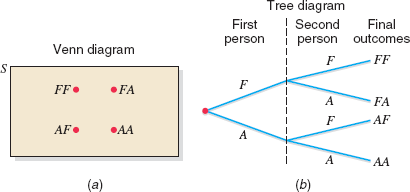 Venn diagram
S
FF FA
AF AA
(a)
Tree diagram
First person
Second person
Final outcomes
F
A
F
A
F
A
FF
FA
AF
AA
(b)